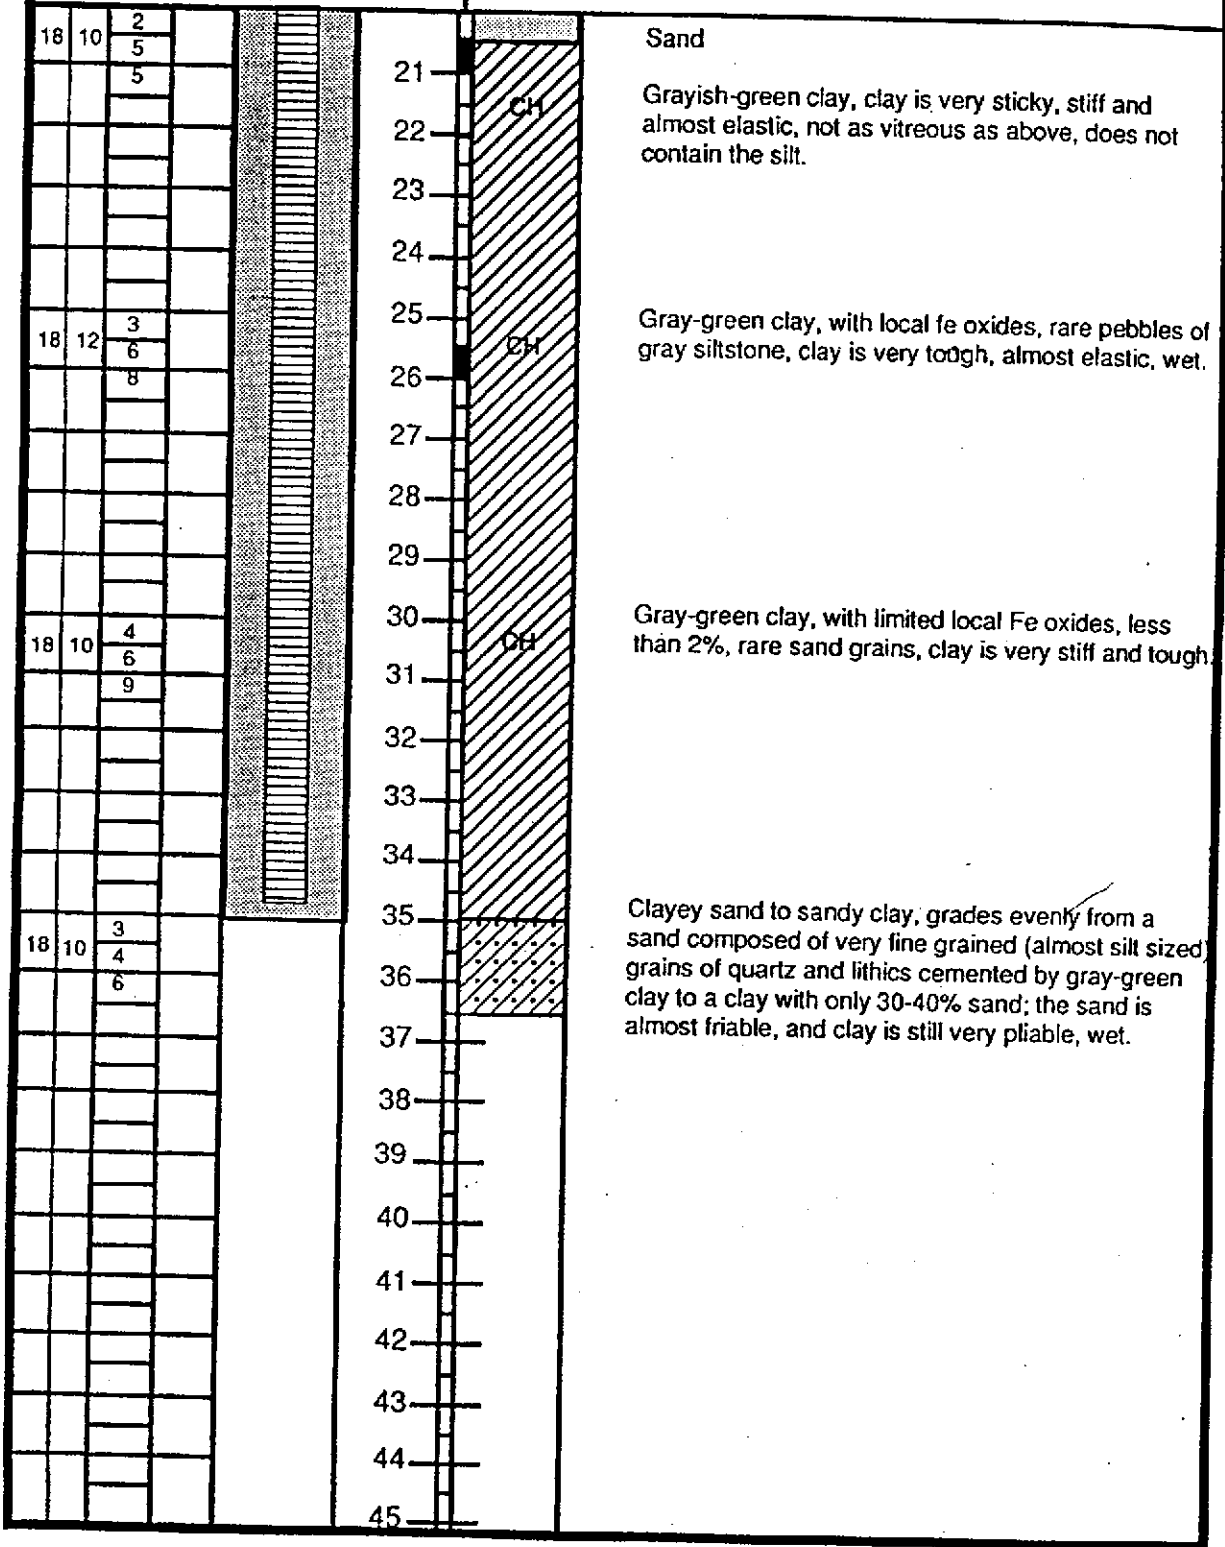 18 10 2
5
5
Sand
21
CH
Grayish-green clay, clay is very sticky, stiff and
almost elastic, not as vitreous as above, does not
contain the silt.
22
23
24
25
18 12 3
6
8
CH
Gray-green clay, with local fe oxides, rare pebbles of
gray siltstone, clay is very tough, almost elastic, wet.
26
27
28
29
30
18 10 4
6
9
CH
Gray-green clay, with limited local Fe oxides, less
than 2%, rare sand grains, clay is very stiff and tough.
31
32
33
34
35
18 10 3
4
6
Clayey sand to sandy clay, grades evenly from a
sand composed of very fine grained (almost silt sized)
grains of quartz and lithics cemented by gray-green
clay to a clay with only 30-40% sand; the sand is
almost friable, and clay is still very pliable, wet.
36
37
38
39
40
41
42
43
44
45